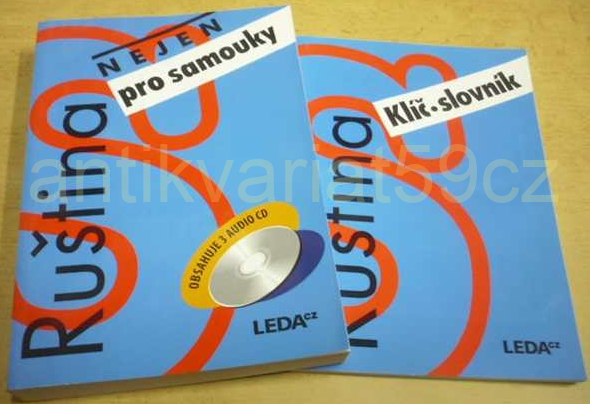 Ruština
NEJEN
pro samouky
OBSAHUJE 3 AUDIO CD
LEDAcz
Ruština
Klíč•slovník
LEDAcz
antikvariat59cz